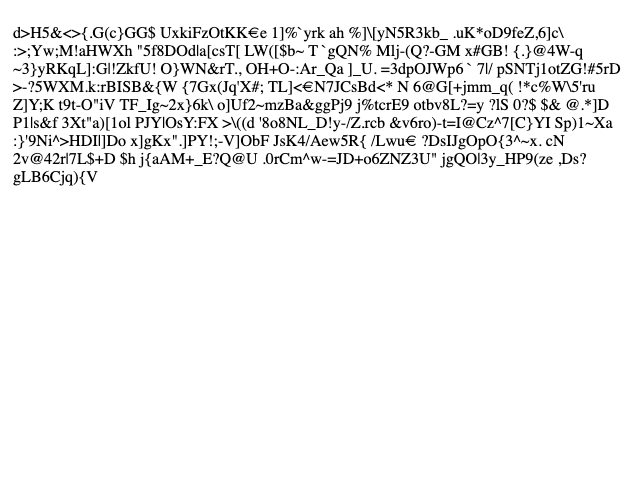 d>H5&<>{.G(c}GG$ UxkiFzOtKK€e 1]%`yrk ah %]\[yN5R3kb_ .uK*oD9feZ,6]c\
:>;Yw;M!aHWXh "5f8DOd|a[csT[ LW([$b~ T`gQN% Mlj-(Q?-GM x#GB! {.}@4W-q
~3}yRKqL]:G|!ZkfU! O}WN&rT., OH+O-:Ar_Qa ]_U. =3dpOJWp6` 7|/ pSNTj1otZG!#5rD
>-?5WXM.k:rBISB&{W {7Gx(Jq'X#; TL]<€N7JCsBd<* N 6@G[+jmm_q( !*c%W\5'ru
Z]Y;K t9t-O"iV TF_Ig~2x}6k\ o]Uf2~mzBa&ggPj9 j%tcrE9 otbv8L?=y ?lS 0?$ $& @.*]D
P1|s&f 3Xt"a)[1ol PJY|OsY:FX >\((d '8o8NL_D!y-/Z.rcb &v6ro)-t=I@Cz^7[C}YI Sp)1~Xa
:}'9Ni^>HDI|]Do x]gKx".]PY!;-V]ObF JsK4/Aew5R{ /Lwu€ ?DsIJgOpO{3^~x. cN
2v@42r|7L$+D $h j{aAM+_E?Q@U .0rCm^w-=JD+o6ZNZ3U" jgQO|3y_HP9(ze ,Ds?
gLB6Cjq){V